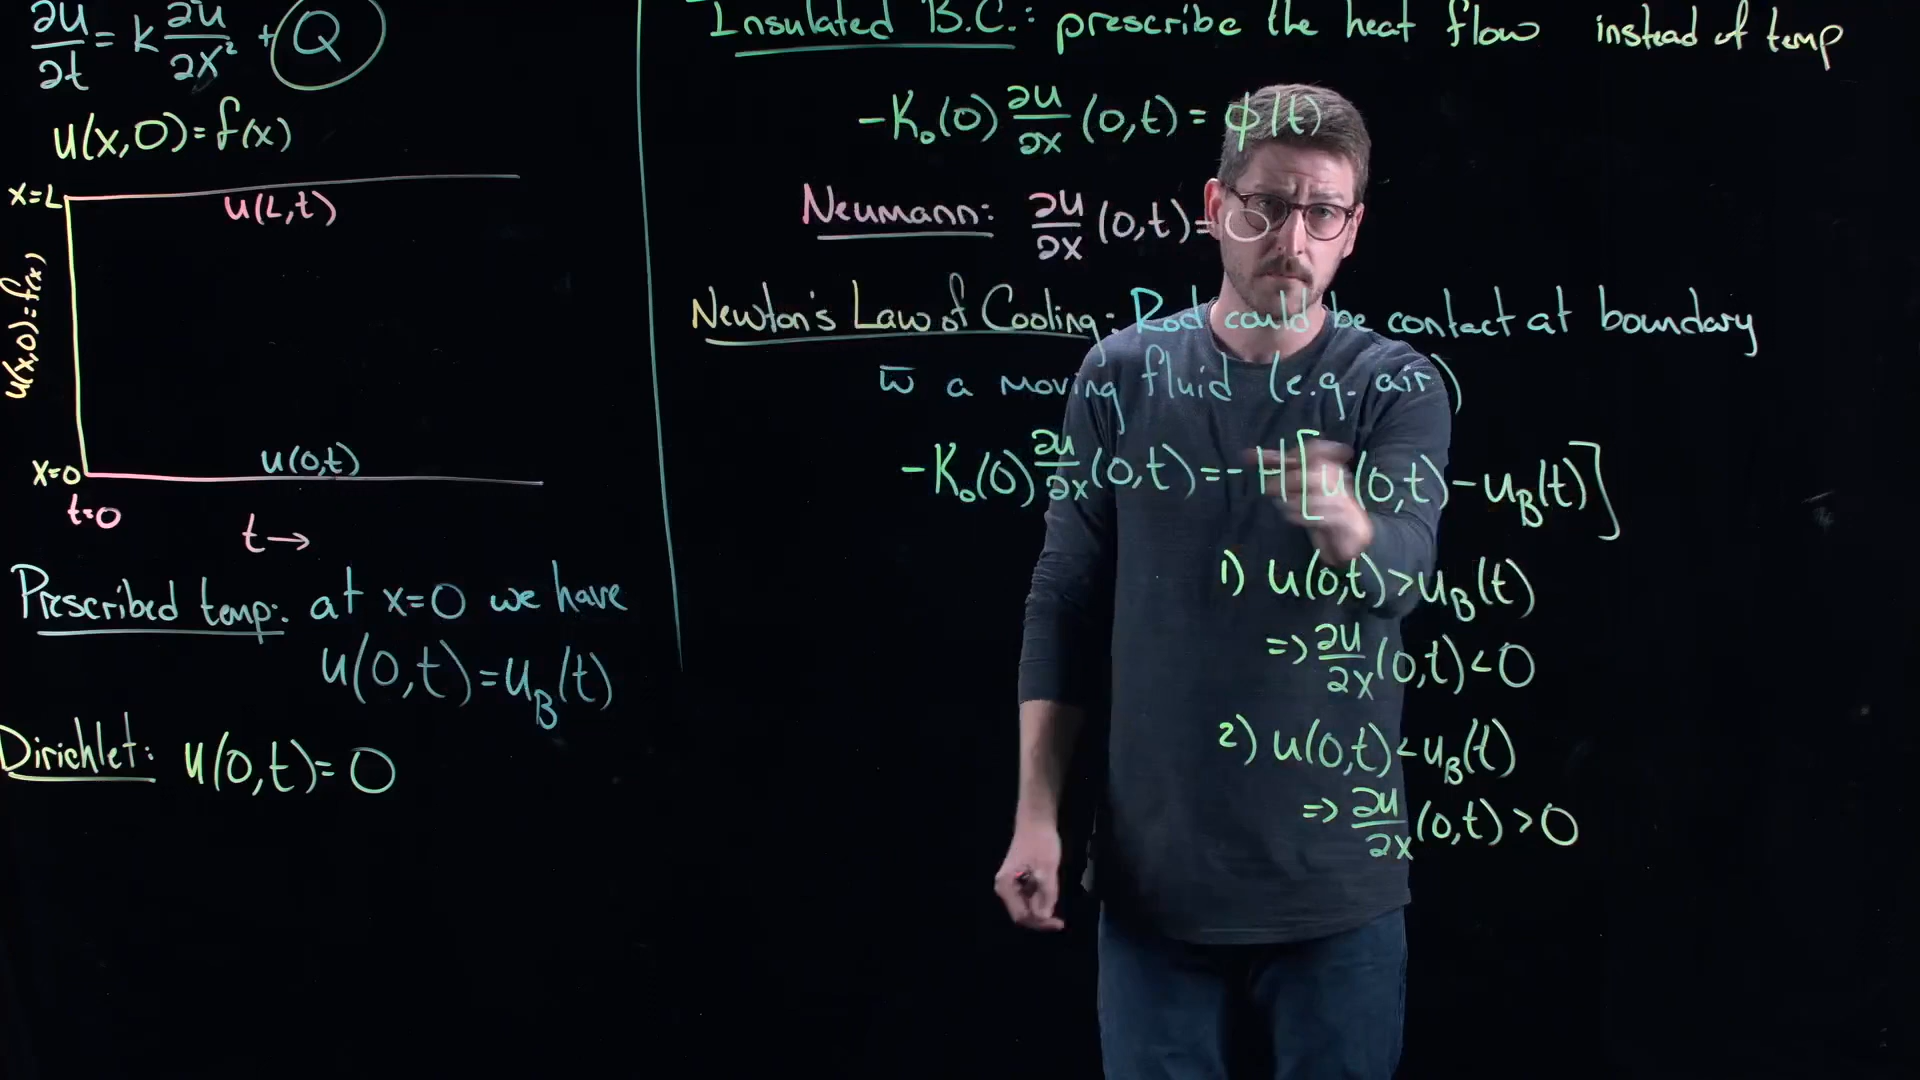 ∂u/∂t = k ∂²u/∂x² + Q
u(x,0)=f(x)
x=L
u(L,t)
u(x,0)=f(x)
u(0,t)
x=0
t=0
t→
Prescribed temp: at x=0 we have
u(0,t)=u_B(t)
Dirichlet: u(0,t)=0
Insulated B.C.: prescribe the heat flow instead of temp
-K₀(0) ∂u/∂x (0,t) = φ(t)
Neumann: ∂u/∂x (0,t)=0
Newton's Law of Cooling: Rod could be contact at boundary
w̄ a moving fluid (e.g. air)
-K₀(0) ∂u/∂x (0,t) = -H[u(0,t) - u_B(t)]
1) u(0,t)>u_B(t)
=> ∂u/∂x (0,t)<0
2) u(0,t)<u_B(t)
=> ∂u/∂x (0,t)>0